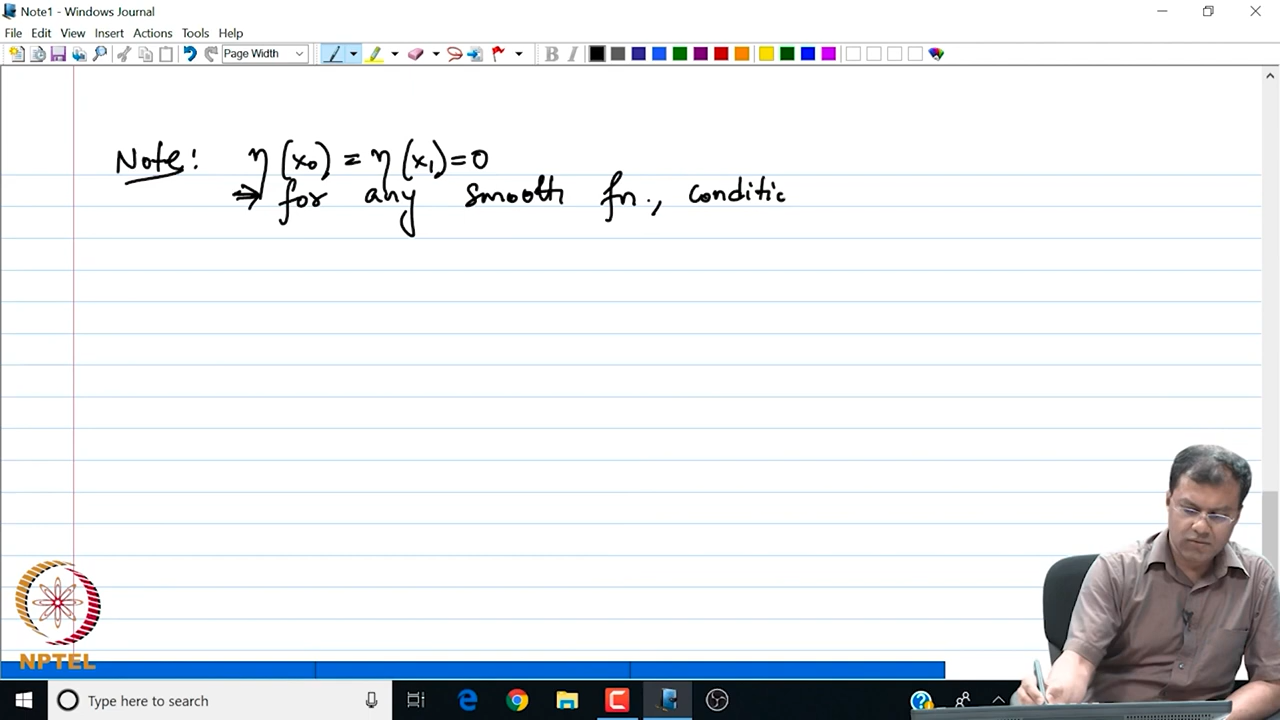 Note1 - Windows Journal
File Edit View Insert Actions Tools Help
Page Width
B I
Note: η(x₀) = η(x₁) = 0
⇒ for any smooth fn., conditio
NPTEL
Type here to search